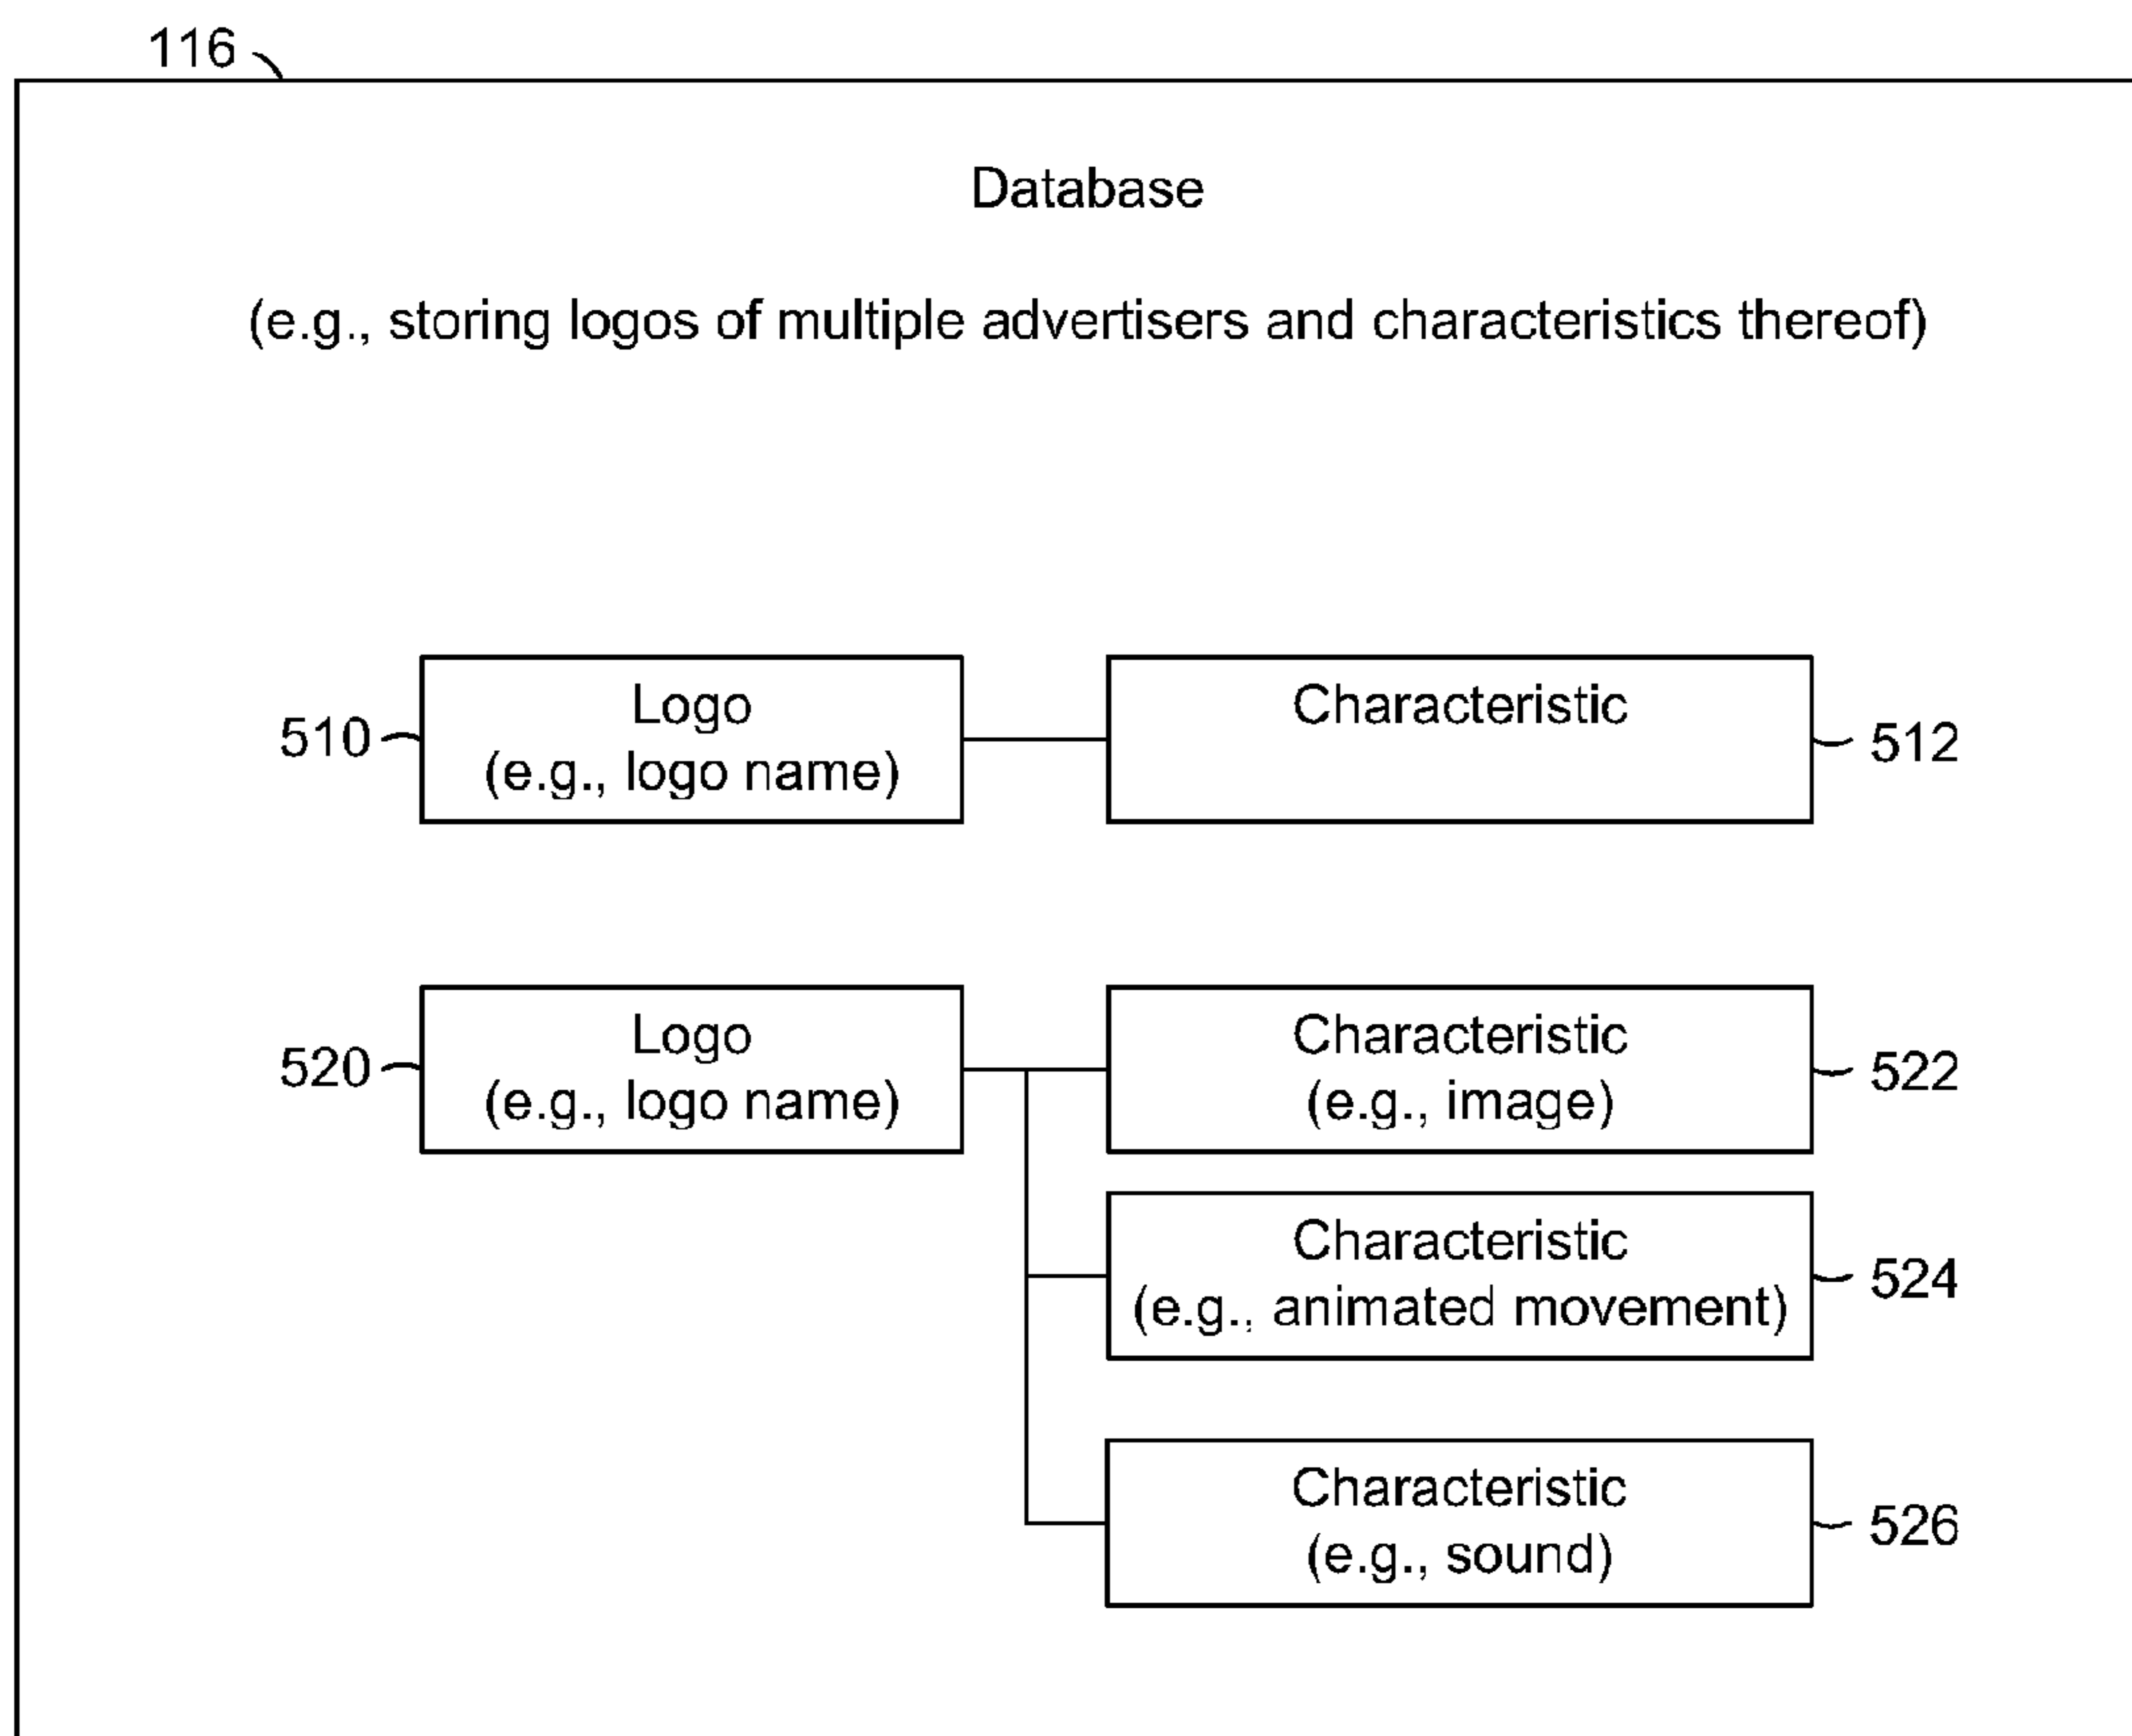 116
Database
(e.g., storing logos of multiple advertisers and characteristics thereof)
510
Logo
(e.g., logo name)
Characteristic
512
520
Logo
(e.g., logo name)
Characteristic
(e.g., image)
522
Characteristic
(e.g., animated movement)
524
Characteristic
(e.g., sound)
526